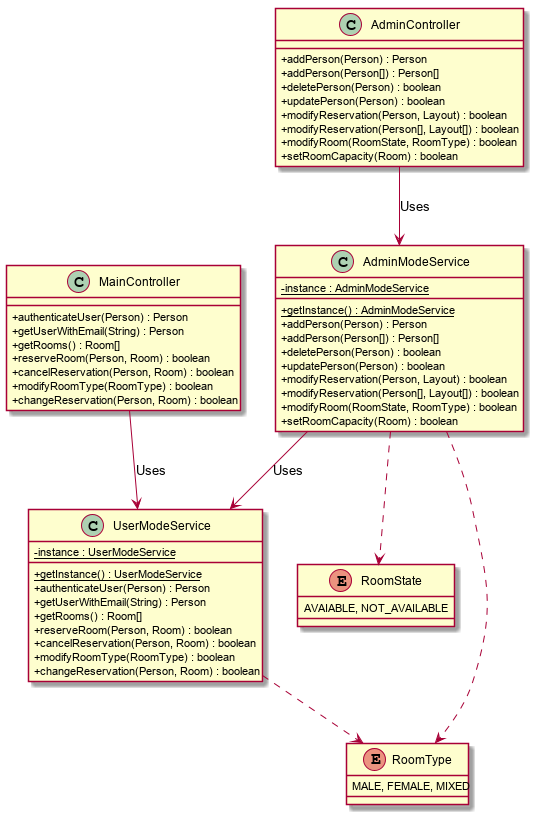 C AdminController
+addPerson(Person) : Person
+addPerson(Person[]) : Person[]
+deletePerson(Person) : boolean
+updatePerson(Person) : boolean
+modifyReservation(Person, Layout) : boolean
+modifyReservation(Person[], Layout[]) : boolean
+modifyRoom(RoomState, RoomType) : boolean
+setRoomCapacity(Room) : boolean
Uses
C MainController
+authenticateUser(Person) : Person
+getUserWithEmail(String) : Person
+getRooms() : Room[]
+reserveRoom(Person, Room) : boolean
+cancelReservation(Person, Room) : boolean
+modifyRoomType(RoomType) : boolean
+changeReservation(Person, Room) : boolean
C AdminModeService
-instance : AdminModeService
+getInstance() : AdminModeService
+addPerson(Person) : Person
+addPerson(Person[]) : Person[]
+deletePerson(Person) : boolean
+updatePerson(Person) : boolean
+modifyReservation(Person, Layout) : boolean
+modifyReservation(Person[], Layout[]) : boolean
+modifyRoom(RoomState, RoomType) : boolean
+setRoomCapacity(Room) : boolean
Uses
Uses
C UserModeService
-instance : UserModeService
+getInstance() : UserModeService
+authenticateUser(Person) : Person
+getUserWithEmail(String) : Person
+getRooms() : Room[]
+reserveRoom(Person, Room) : boolean
+cancelReservation(Person, Room) : boolean
+modifyRoomType(RoomType) : boolean
+changeReservation(Person, Room) : boolean
E RoomState
AVAIABLE, NOT_AVAILABLE
E RoomType
MALE, FEMALE, MIXED